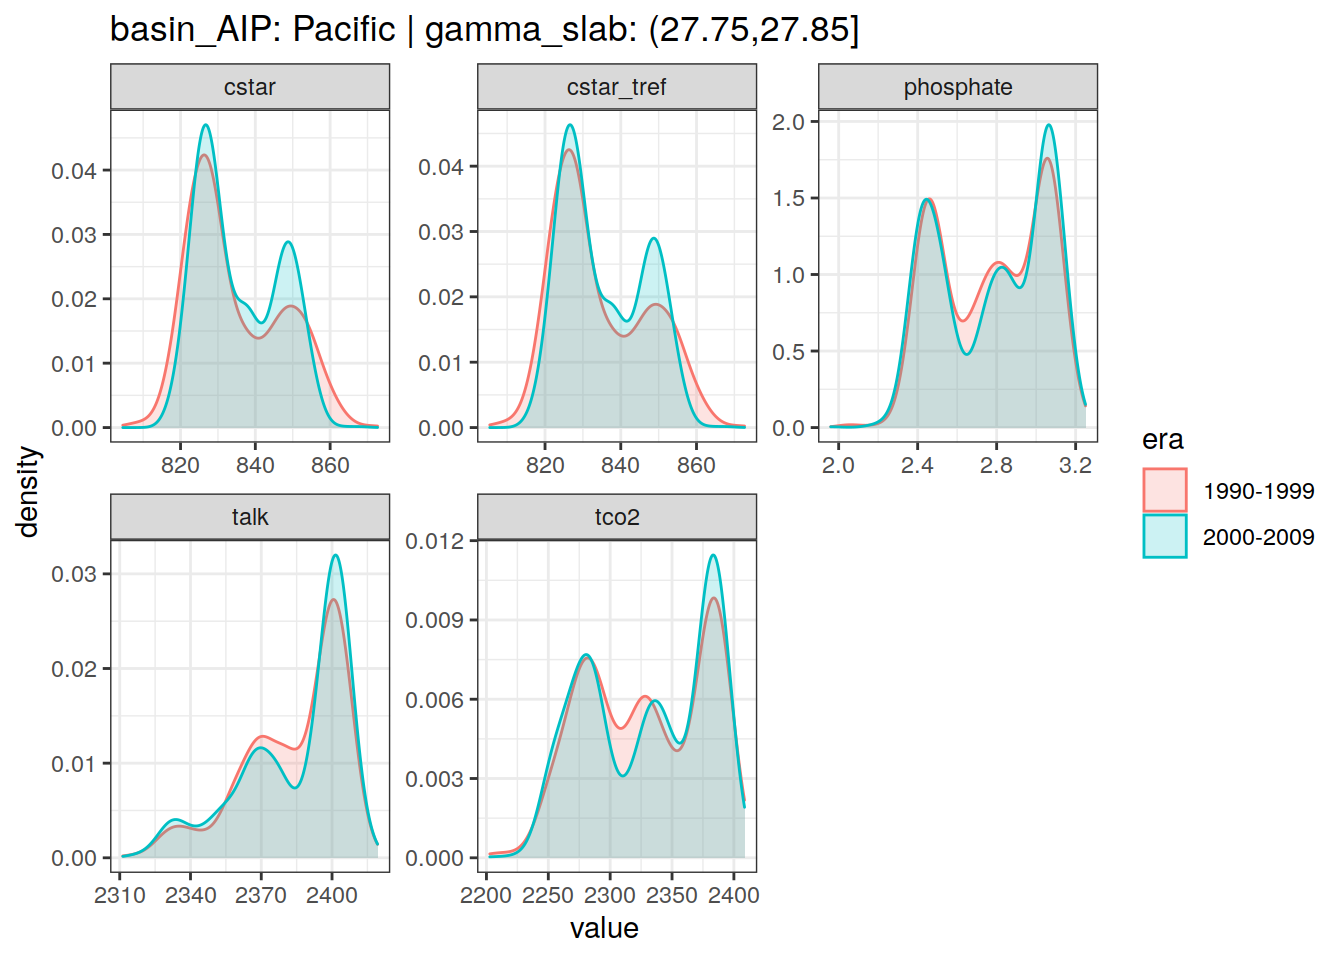 basin_AIP: Pacific | gamma_slab: (27.75,27.85]
cstar
cstar_tref
phosphate
0.04
0.03
0.02
0.01
0.00
820 840 860
0.04
0.03
0.02
0.01
0.00
820 840 860
2.0
1.5
1.0
0.5
0.0
2.0 2.4 2.8 3.2
density
talk
tco2
0.03
0.02
0.01
0.00
2310 2340 2370 2400
0.012
0.009
0.006
0.003
0.000
2200 2250 2300 2350 2400
value
era
1990-1999
2000-2009